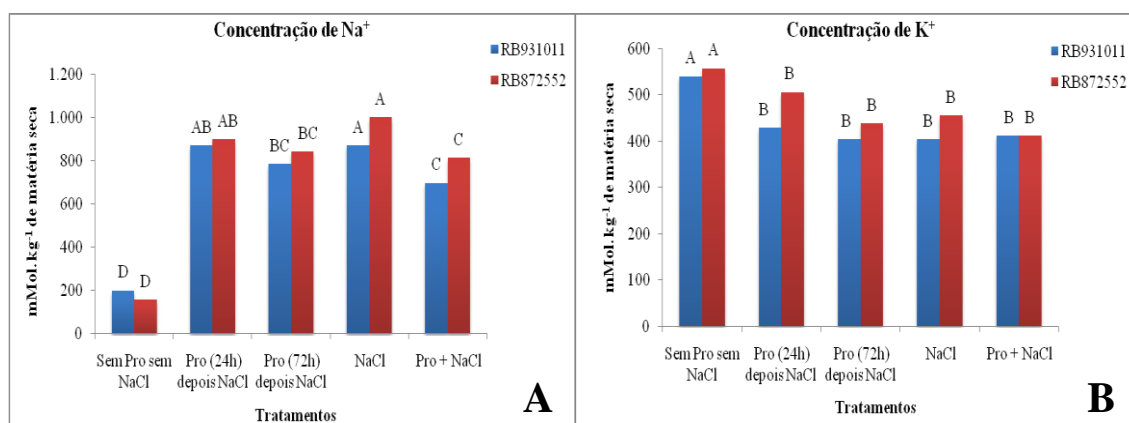 Concentração de Na⁺
RB931011
RB872552
mMol.kg⁻¹ de matéria seca
1.200
1.000
800
600
400
200
0
D D
AB AB
BC BC
A A
C C
Sem Pro sem NaCl
Pro (24h) depois NaCl
Pro (72h) depois NaCl
NaCl
Pro + NaCl
Tratamentos
A
Concentração de K⁺
RB931011
RB872552
mMol.kg⁻¹ de matéria seca
600
500
400
300
200
100
0
A A
B B
B B
B B
B B
Sem Pro sem NaCl
Pro (24h) depois NaCl
Pro (72h) depois NaCl
NaCl
Pro + NaCl
Tratamentos
B